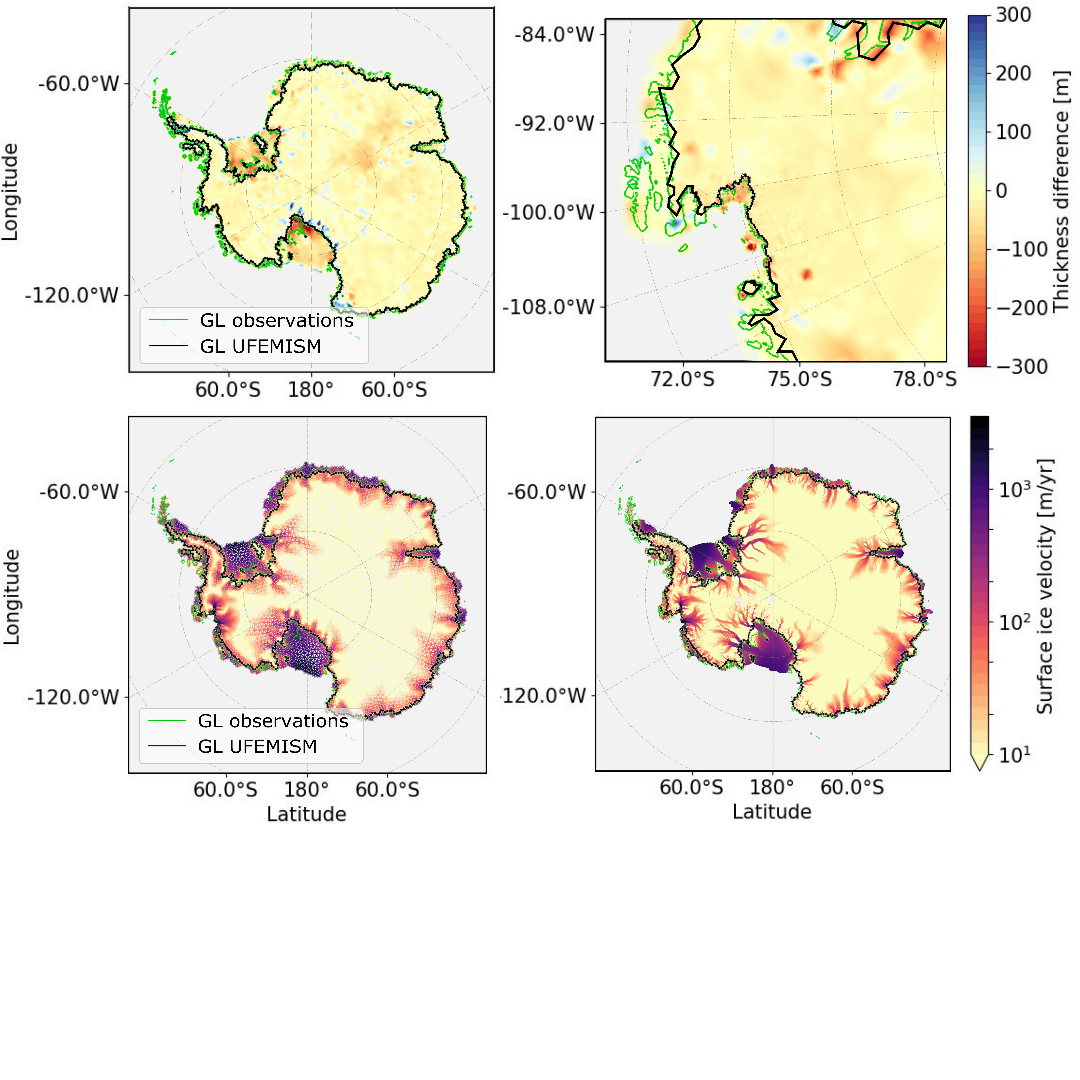 -60.0°W
-120.0°W
Longitude
GL observations
GL UFEMISM
60.0°S 180° 60.0°S
-84.0°W
-92.0°W
-100.0°W
-108.0°W
72.0°S 75.0°S 78.0°S
300
200
100
0
−100
−200
−300
Thickness difference [m]
-60.0°W
-120.0°W
Longitude
GL observations
GL UFEMISM
60.0°S 180° 60.0°S
Latitude
-60.0°W
-120.0°W
60.0°S 180° 60.0°S
Latitude
10³
10²
10¹
Surface ice velocity [m/yr]